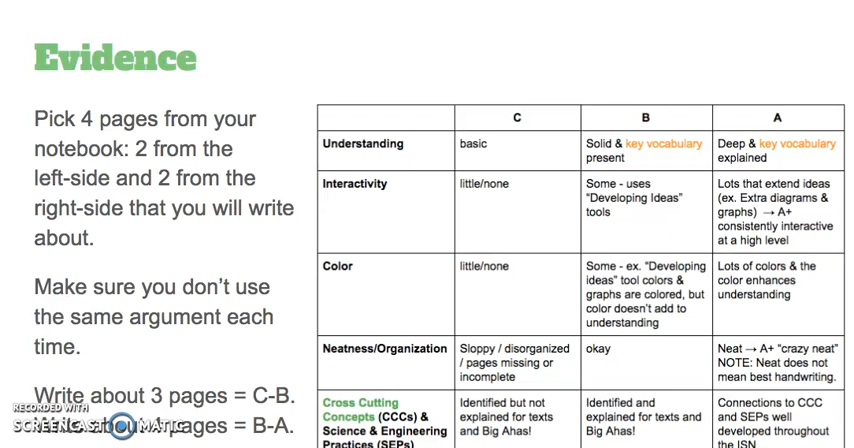 Evidence
Pick 4 pages from your
notebook: 2 from the
left-side and 2 from the
right-side that you will write
about.
Make sure you don't use
the same argument each
time.
Write about 3 pages = C-B.
Write about 4 pages = B-A.
RECORDED WITH
SCREENCAST MATIC
C B A
Understanding
basic
Solid & key vocabulary
present
Deep & key vocabulary
explained
Interactivity
little/none
Some - uses
"Developing Ideas"
tools
Lots that extend ideas
(ex. Extra diagrams &
graphs) → A+
consistently interactive
at a high level
Color
little/none
Some - ex. "Developing
ideas" tool colors &
graphs are colored, but
color doesn't add to
understanding
Lots of colors & the
color enhances
understanding
Neatness/Organization
Sloppy / disorganized
/ pages missing or
incomplete
okay
Neat → A+ "crazy neat"
NOTE: Neat does not
mean best handwriting.
Cross Cutting
Concepts (CCCs) &
Science & Engineering
Practices (SEPs)
Identified but not
explained for texts
and Big Ahas!
Identified and
explained for texts and
Big Ahas!
Connections to CCC
and SEPs well
developed throughout
the ISN